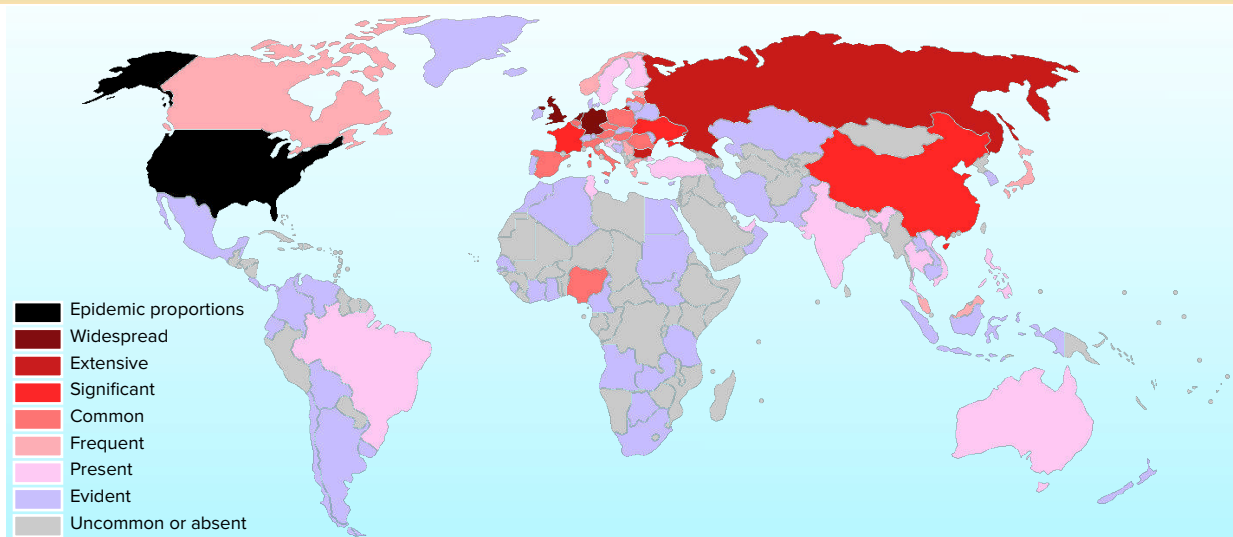 Epidemic proportions
Widespread
Extensive
Significant
Common
Frequent
Present
Evident
Uncommon or absent